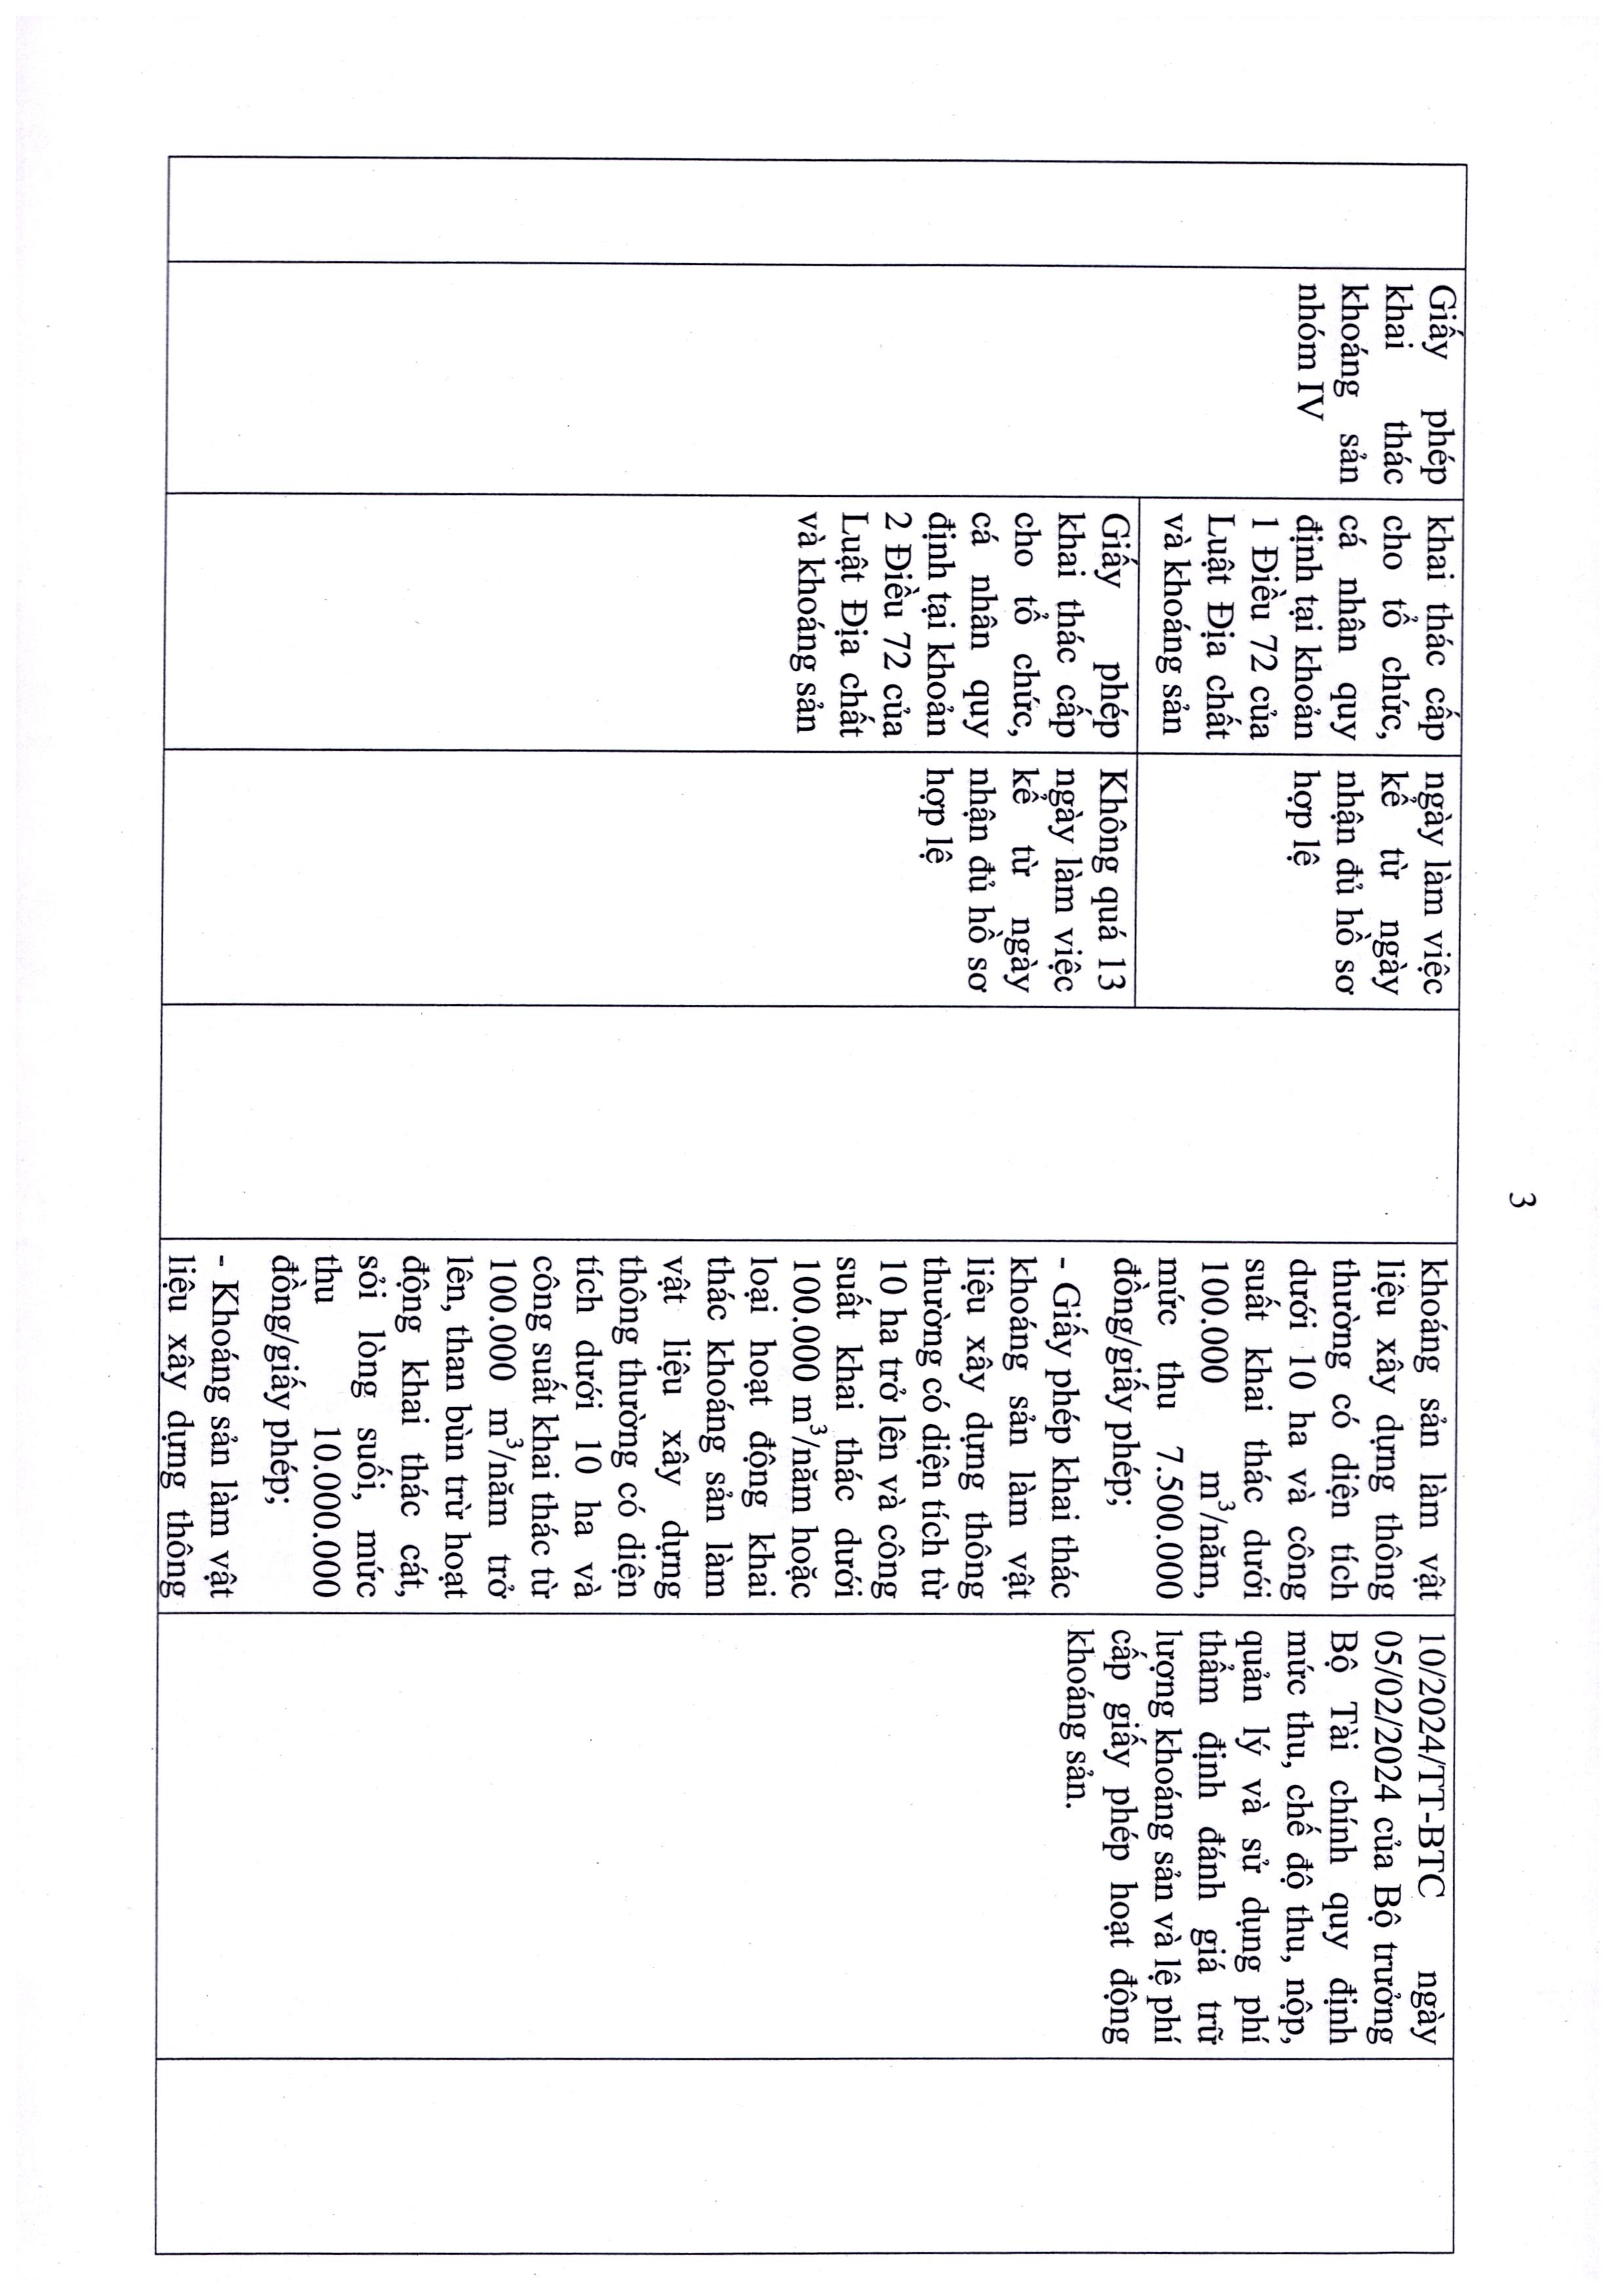 3
Giấy phép
khai thác
khoáng sản
nhóm IV
khai thác cấp
cho tổ chức,
cá nhân quy
định tại khoản
1 Điều 72 của
Luật Địa chất
và khoáng sản
ngày làm việc
kể từ ngày
nhận đủ hồ sơ
hợp lệ
Giấy phép
khai thác cấp
cho tổ chức,
cá nhân quy
định tại khoản
2 Điều 72 của
Luật Địa chất
và khoáng sản
Không quá 13
ngày làm việc
kể từ ngày
nhận đủ hồ sơ
hợp lệ
khoáng sản làm vật
liệu xây dựng thông
thường có diện tích
dưới 10 ha và công
suất khai thác dưới
100.000 m³/năm,
mức thu 7.500.000
đồng/giấy phép;
- Giấy phép khai thác
khoáng sản làm vật
liệu xây dựng thông
thường có diện tích từ
10 ha trở lên và công
suất khai thác dưới
100.000 m³/năm hoặc
loại hoạt động khai
thác khoáng sản làm
vật liệu xây dựng
thông thường có diện
tích dưới 10 ha và
công suất khai thác từ
100.000 m³/năm trở
lên, than bùn trừ hoạt
động khai thác cát,
sỏi lòng suối, mức
thu 10.000.000
đồng/giấy phép;
- Khoáng sản làm vật
liệu xây dựng thông
10/2024/TT-BTC ngày
05/02/2024 của Bộ trưởng
Bộ Tài chính quy định
mức thu, chế độ thu, nộp,
quản lý và sử dụng phí
thẩm định đánh giá trữ
lượng khoáng sản và lệ phí
cấp giấy phép hoạt động
khoáng sản.